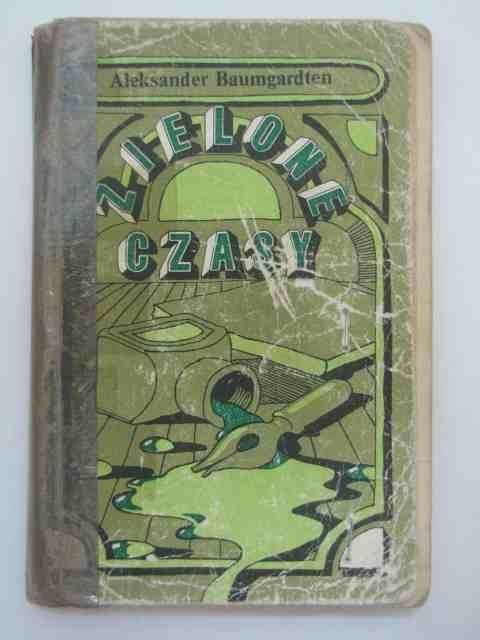 Aleksander Baumgardten
ZIELONE
CZASY